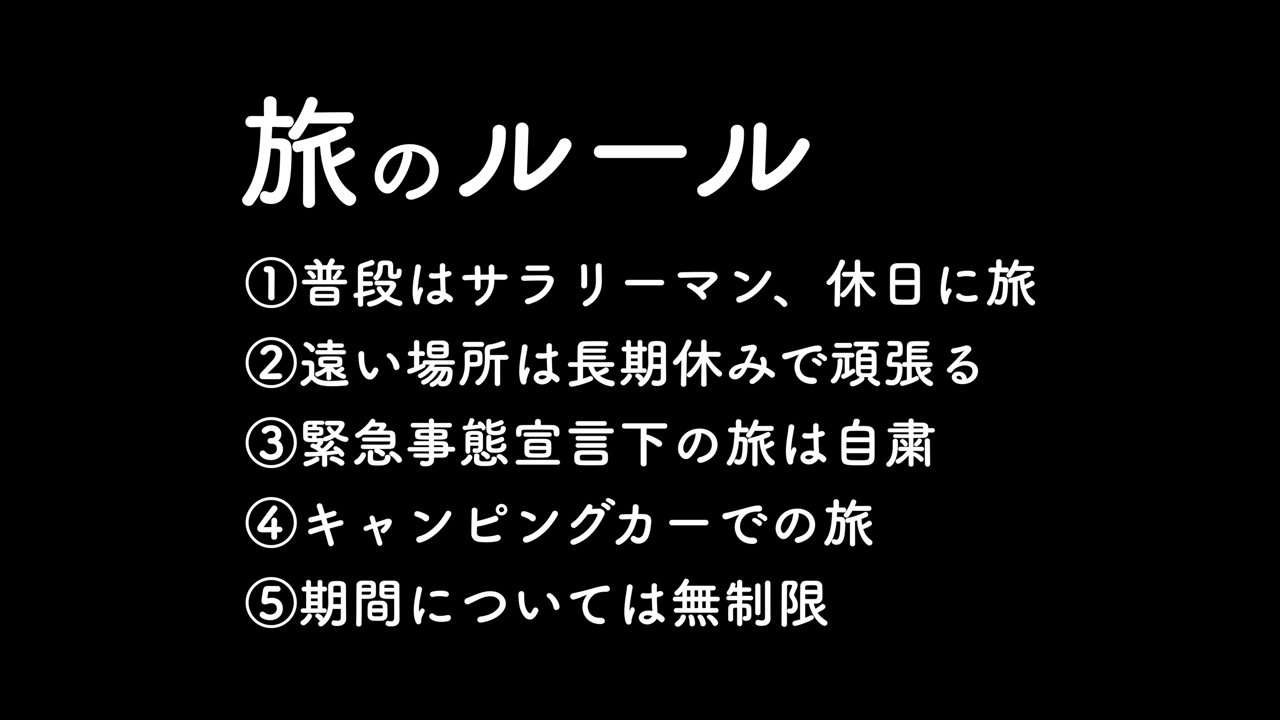 旅のルール
①普段はサラリーマン、休日に旅
②遠い場所は長期休みで頑張る
③緊急事態宣言下の旅は自粛
④キャンピングカーでの旅
⑤期間については無制限